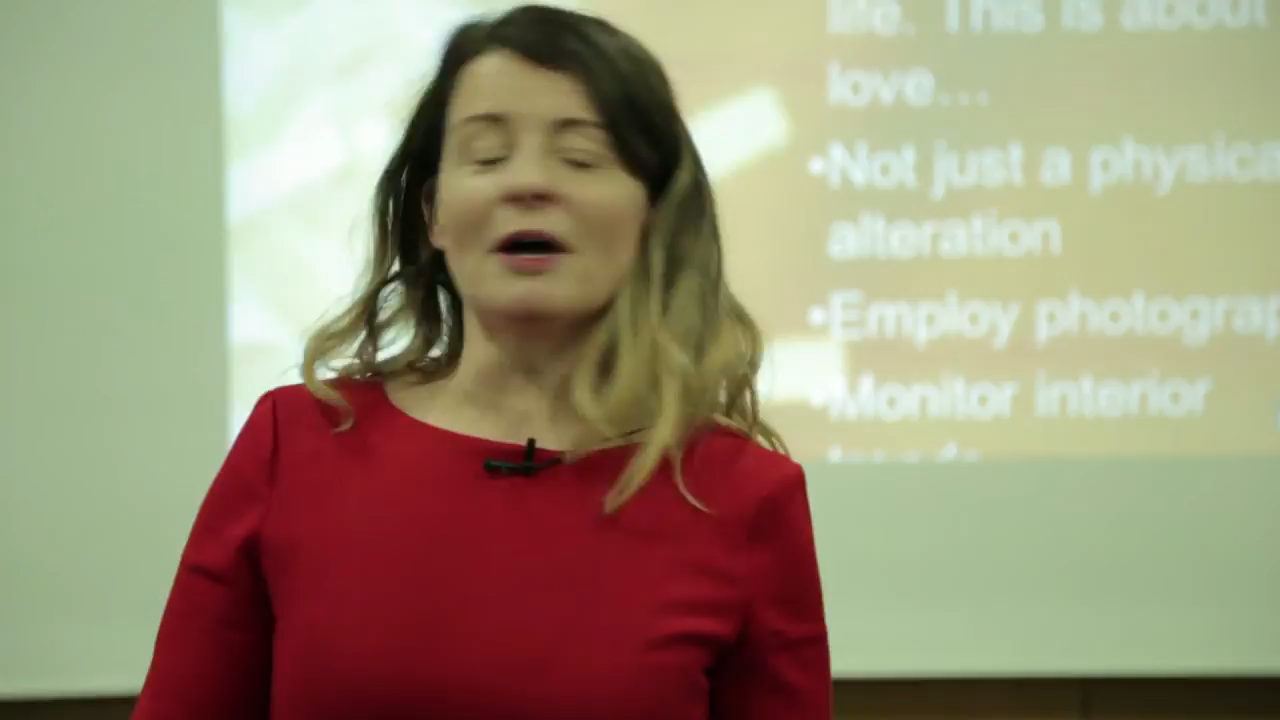 life. This is about
love...
•Not just a physica
alteration
•Employ photograp
•Monitor interior